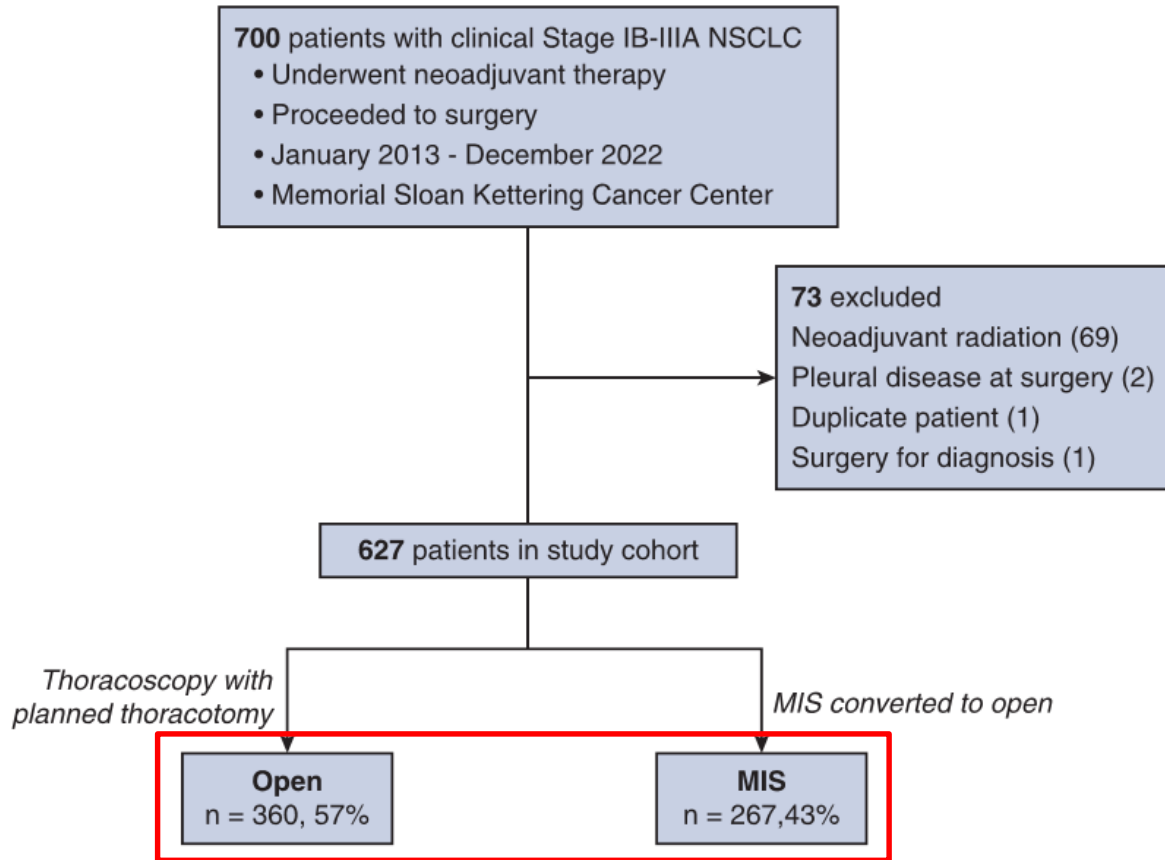 700 patients with clinical Stage IB-IIIA NSCLC
• Underwent neoadjuvant therapy
• Proceeded to surgery
• January 2013 - December 2022
• Memorial Sloan Kettering Cancer Center
73 excluded
Neoadjuvant radiation (69)
Pleural disease at surgery (2)
Duplicate patient (1)
Surgery for diagnosis (1)
627 patients in study cohort
Thoracoscopy with
planned thoracotomy
MIS converted to open
Open
n = 360, 57%
MIS
n = 267,43%